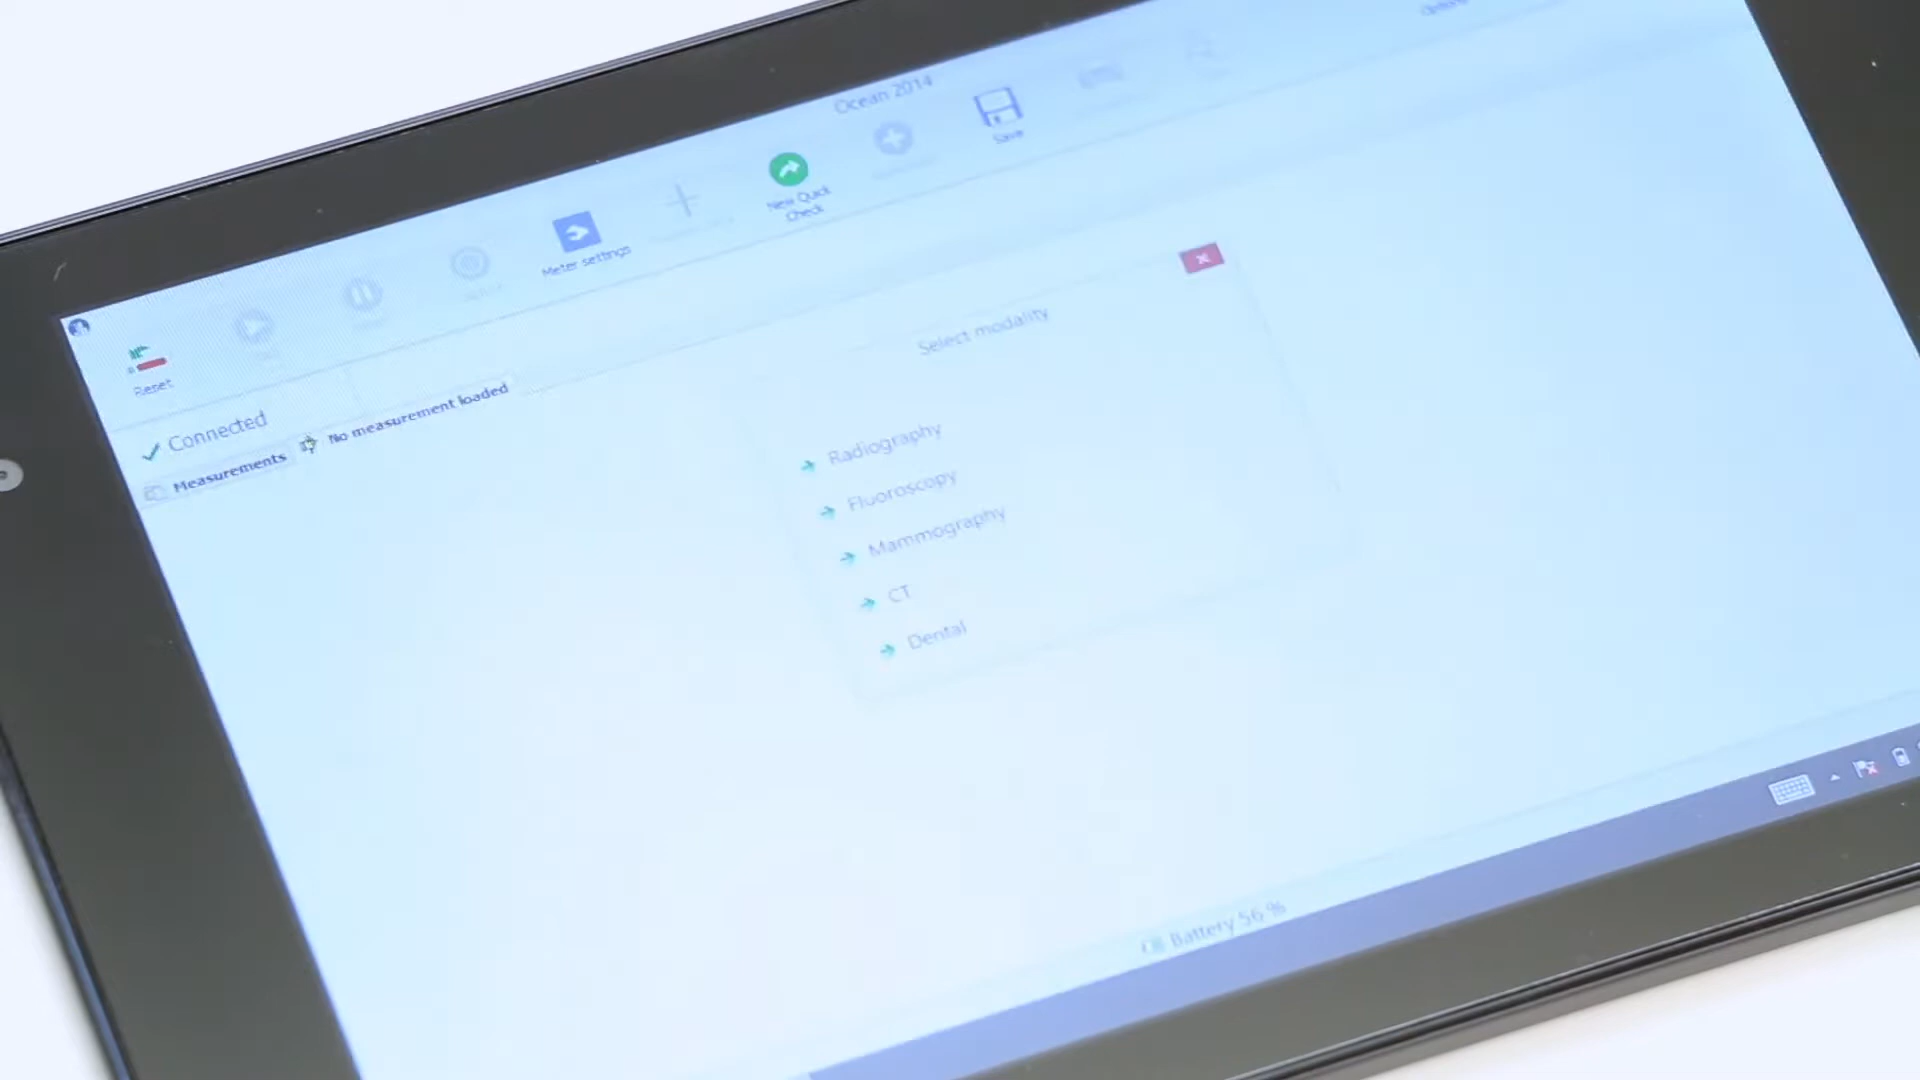 Ocean 2014
Reset
Meter settings
New Quick
Check
Save
Connected
Measurements
No measurement loaded
Select modality
Radiography
Fluoroscopy
Mammography
CT
Dental
Battery 56 %